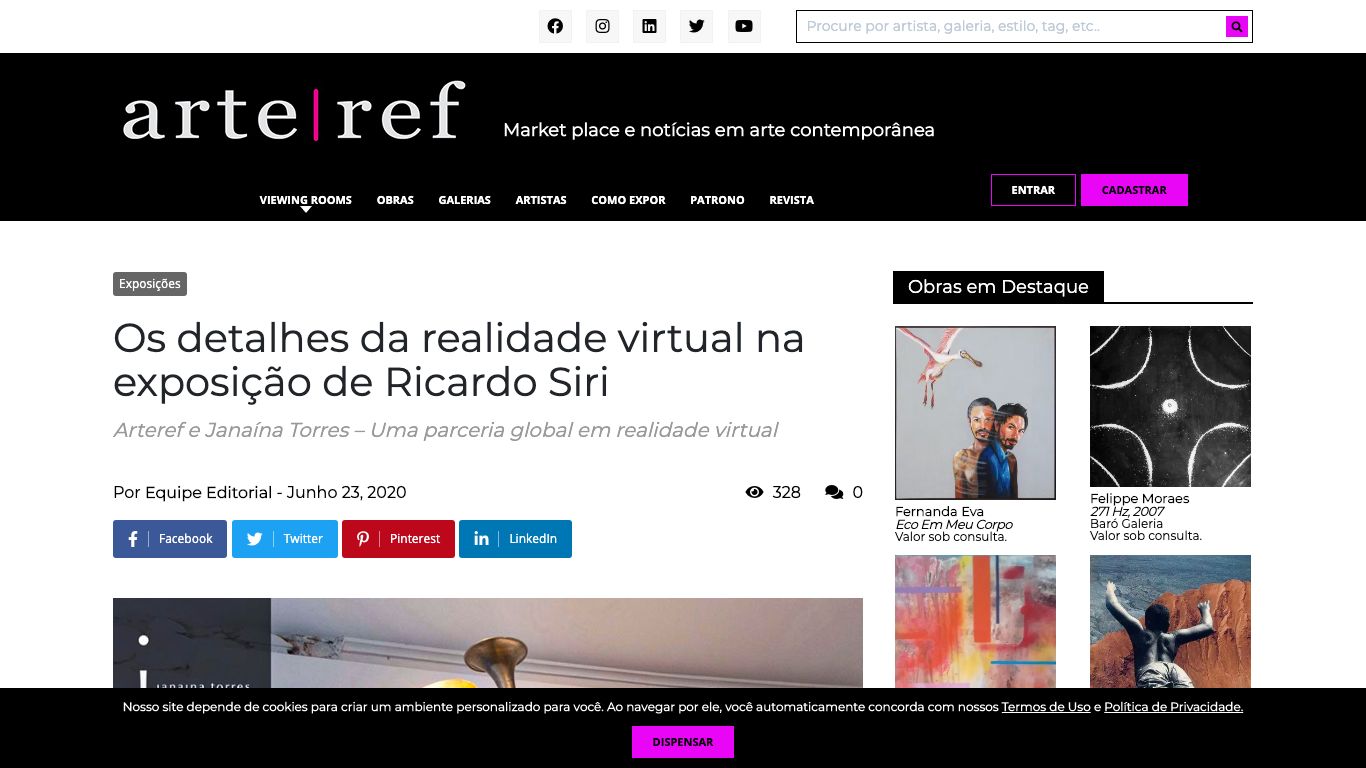 Procure por artista, galeria, estilo, tag, etc..
arte|ref
Market place e notícias em arte contemporânea
ENTRAR
CADASTRAR
VIEWING ROOMS
OBRAS
GALERIAS
ARTISTAS
COMO EXPOR
PATRONO
REVISTA
Exposições
Os detalhes da realidade virtual na
exposição de Ricardo Siri
Arteref e Janaína Torres – Uma parceria global em realidade virtual
Por Equipe Editorial - Junho 23, 2020
328
0
Facebook
Twitter
Pinterest
LinkedIn
janaina torres
Obras em Destaque
Fernanda Eva
Eco Em Meu Corpo
Valor sob consulta.
Felippe Moraes
271 Hz, 2007
Baró Galeria
Valor sob consulta.
Nosso site depende de cookies para criar um ambiente personalizado para você. Ao navegar por ele, você automaticamente concorda com nossos Termos de Uso e Política de Privacidade.
DISPENSAR